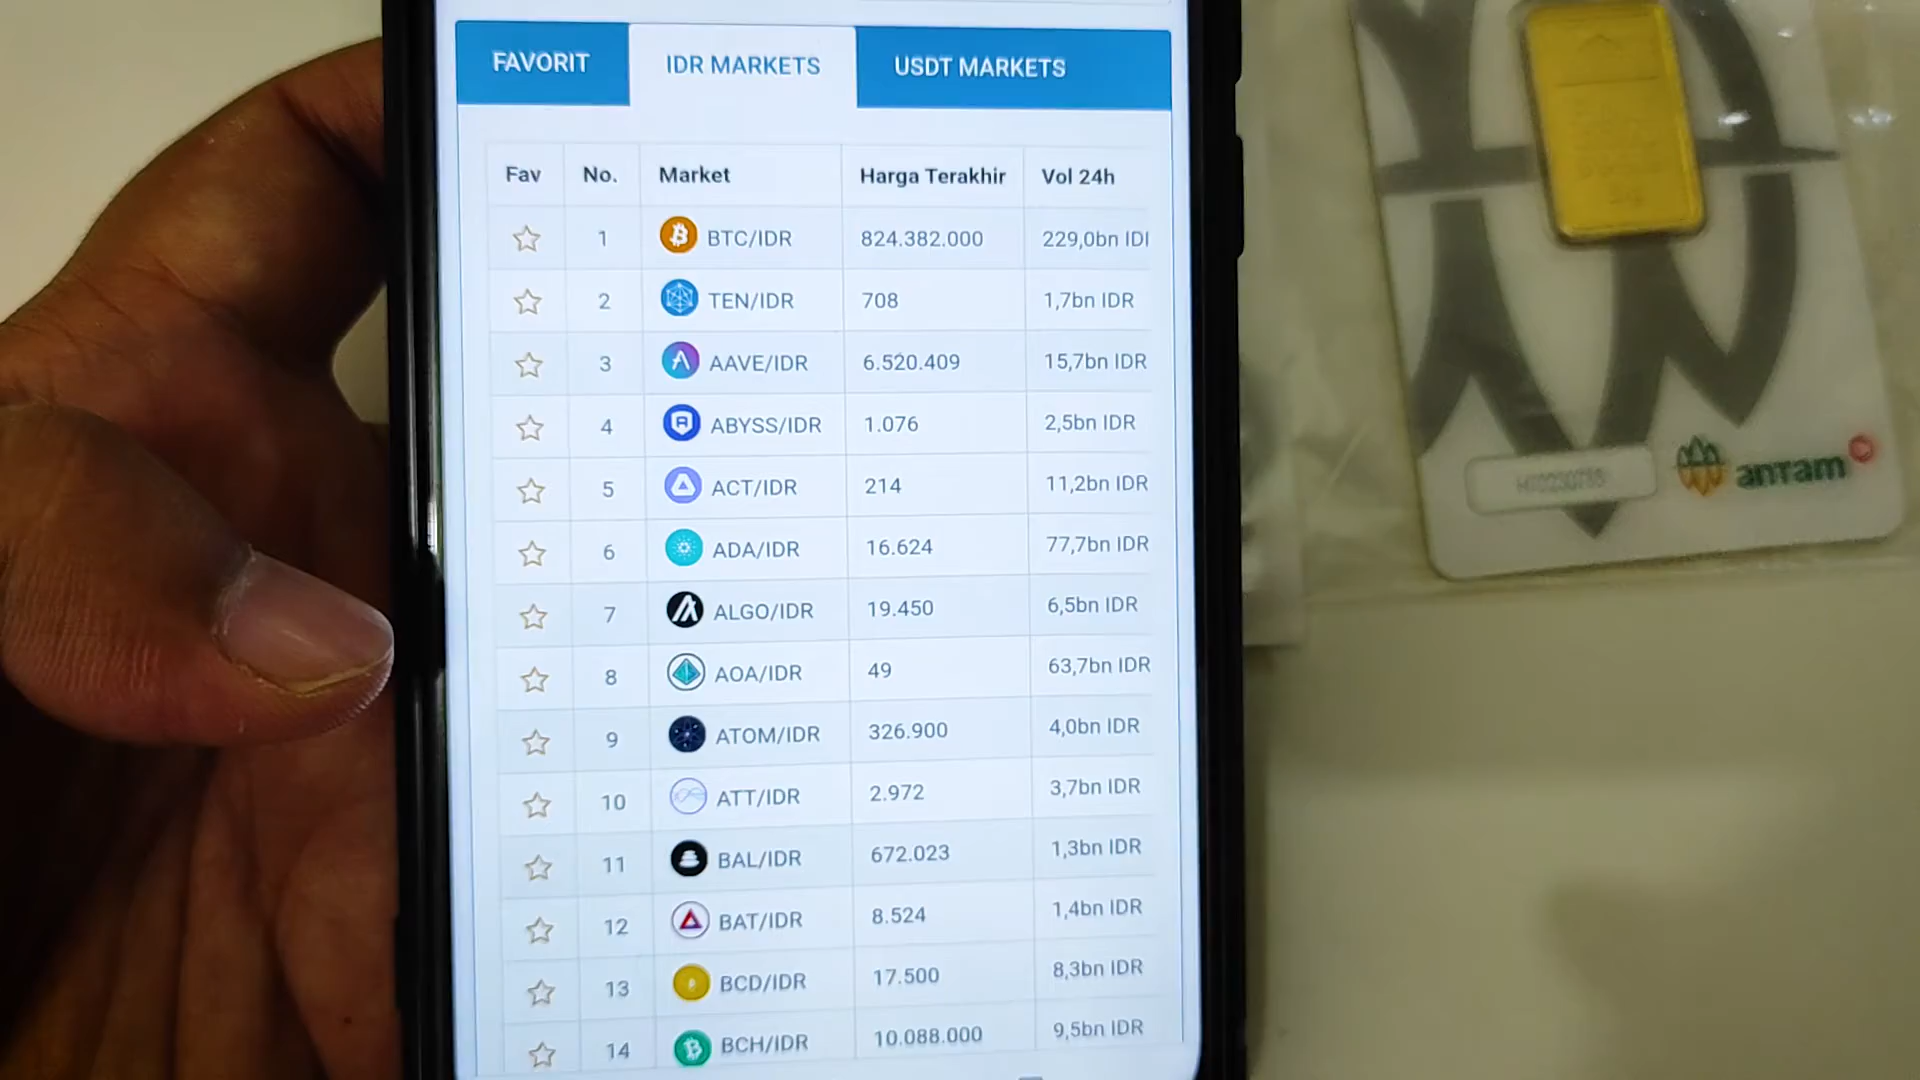 FAVORIT IDR MARKETS USDT MARKETS
Fav No. Market Harga Terakhir Vol 24h
1 BTC/IDR 824.382.000 229,0bn IDI
2 TEN/IDR 708 1,7bn IDR
3 AAVE/IDR 6.520.409 15,7bn IDR
4 ABYSS/IDR 1.076 2,5bn IDR
5 ACT/IDR 214 11,2bn IDR
6 ADA/IDR 16.624 77,7bn IDR
7 ALGO/IDR 19.450 6,5bn IDR
8 AOA/IDR 49 63,7bn IDR
9 ATOM/IDR 326.900 4,0bn IDR
10 ATT/IDR 2.972 3,7bn IDR
11 BAL/IDR 672.023 1,3bn IDR
12 BAT/IDR 8.524 1,4bn IDR
13 BCD/IDR 17.500 8,3bn IDR
14 BCH/IDR 10.088.000 9,5bn IDR
antam